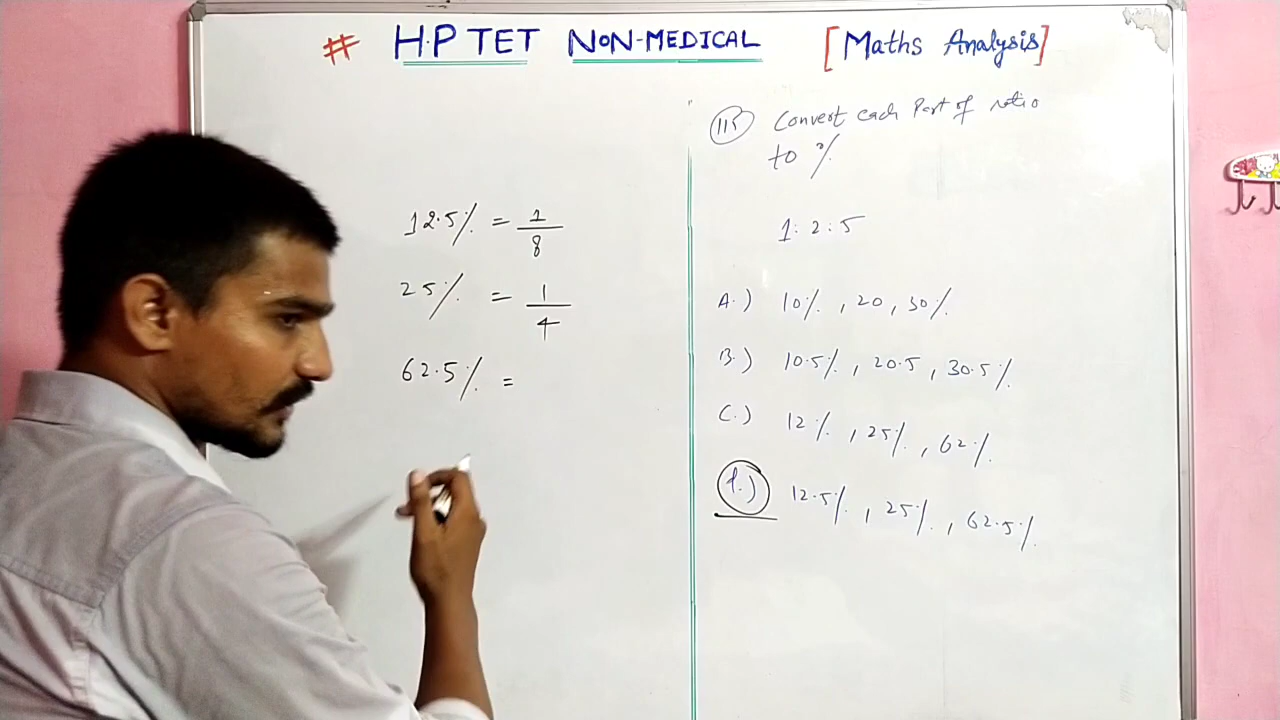 # H.P TET NON-MEDICAL [Maths Analysis]
12.5% = 1/8
25% = 1/4
62.5% =
115 Convert each Part of ratio
to %
1:2:5
A.) 10%, 20, 30%
B.) 10.5%, 20.5, 30.5%
C.) 12%, 25%, 62%
D.) 12.5%, 25%, 62.5%